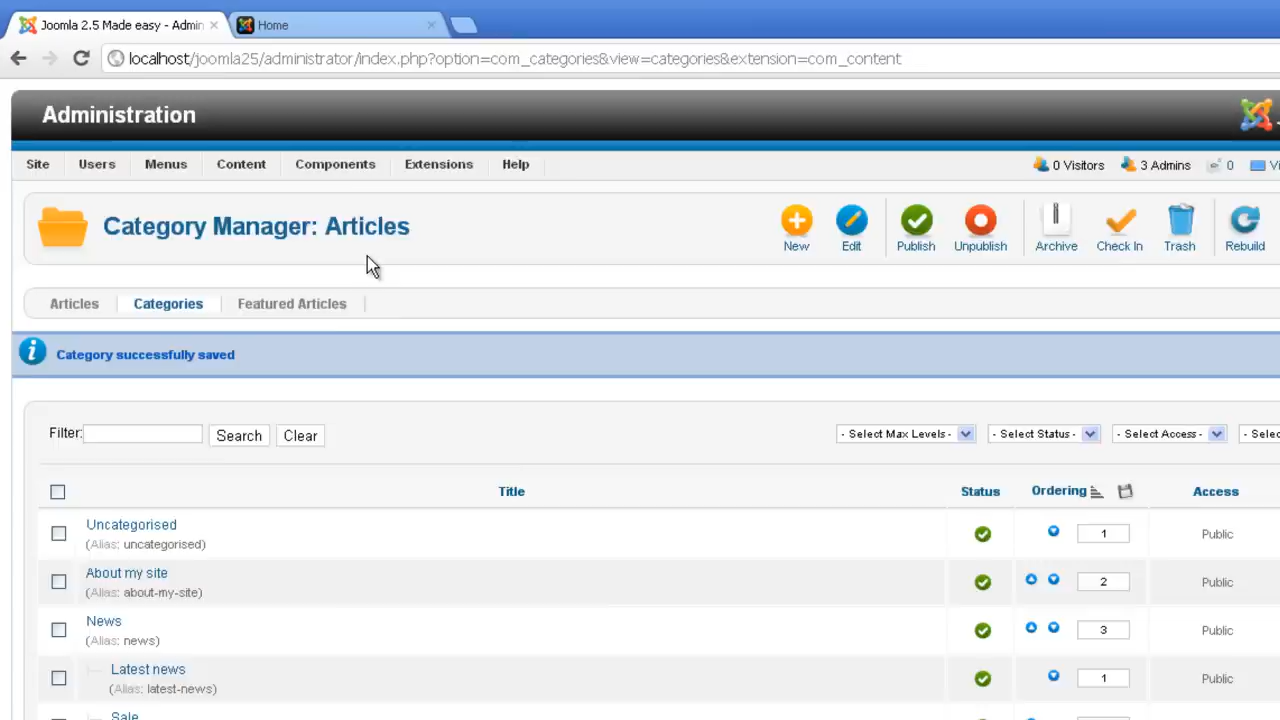 Joomla 2.5 Made easy - Admin
Home
localhost/joomla25/administrator/index.php?option=com_categories&view=categories&extension=com_content
Administration
Site Users Menus Content Components Extensions Help 0 Visitors 3 Admins 0 Vi
Category Manager: Articles
New Edit Publish Unpublish Archive Check In Trash Rebuild
Articles Categories Featured Articles
Category successfully saved
Filter: Search Clear - Select Max Levels - - Select Status - - Select Access - - Selec
Title Status Ordering Access
Uncategorised 1 Public
(Alias: uncategorised)
About my site 2 Public
(Alias: about-my-site)
News 3 Public
(Alias: news)
Latest news 1 Public
(Alias: latest-news)
Sale